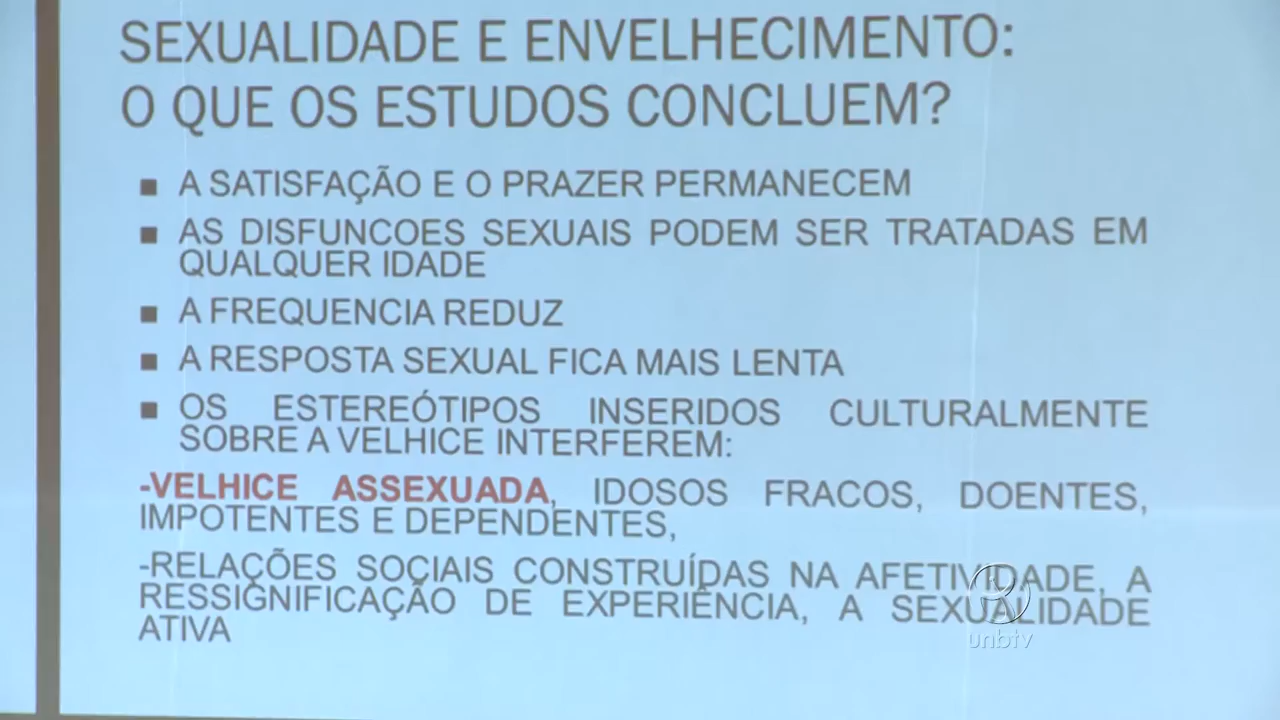 SEXUALIDADE E ENVELHECIMENTO:
O QUE OS ESTUDOS CONCLUEM?
■ A SATISFAÇÃO E O PRAZER PERMANECEM
■ AS DISFUNCOES SEXUAIS PODEM SER TRATADAS EM
QUALQUER IDADE
■ A FREQUENCIA REDUZ
■ A RESPOSTA SEXUAL FICA MAIS LENTA
■ OS ESTEREÓTIPOS INSERIDOS CULTURALMENTE
SOBRE A VELHICE INTERFEREM:
-VELHICE ASSEXUADA, IDOSOS FRACOS, DOENTES,
IMPOTENTES E DEPENDENTES,
-RELAÇÕES SOCIAIS CONSTRUÍDAS NA AFETIVIDADE, A
RESSIGNIFICAÇÃO DE EXPERIÊNCIA, A SEXUALIDADE
ATIVA
unbtv